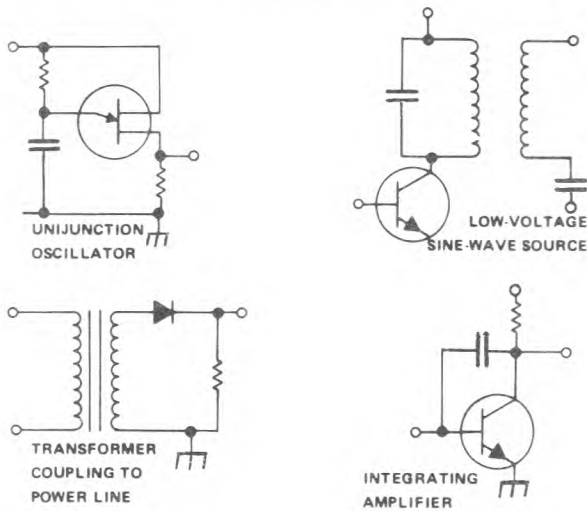 UNIJUNCTION
OSCILLATOR
LOW-VOLTAGE
SINE-WAVE SOURCE
TRANSFORMER
COUPLING TO
POWER LINE
INTEGRATING
AMPLIFIER